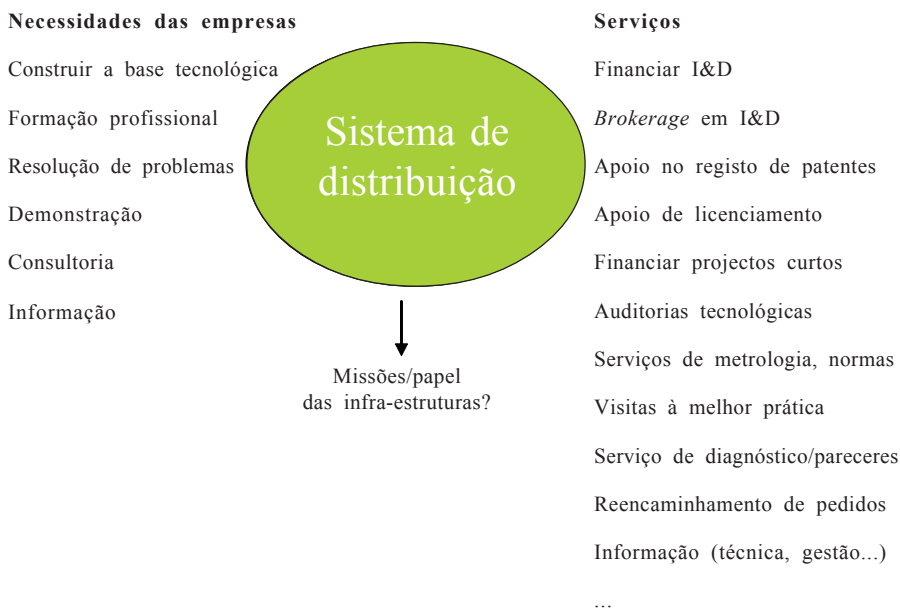 Necessidades das empresas
Construir a base tecnológica
Formação profissional
Resolução de problemas
Demonstração
Consultoria
Informação
Sistema de
distribuição
Missões/papel
das infra-estruturas?
Serviços
Financiar I&D
Brokerage em I&D
Apoio no registo de patentes
Apoio de licenciamento
Financiar projectos curtos
Auditorias tecnológicas
Serviços de metrologia, normas
Visitas à melhor prática
Serviço de diagnóstico/pareceres
Reencaminhamento de pedidos
Informação (técnica, gestão...)
...